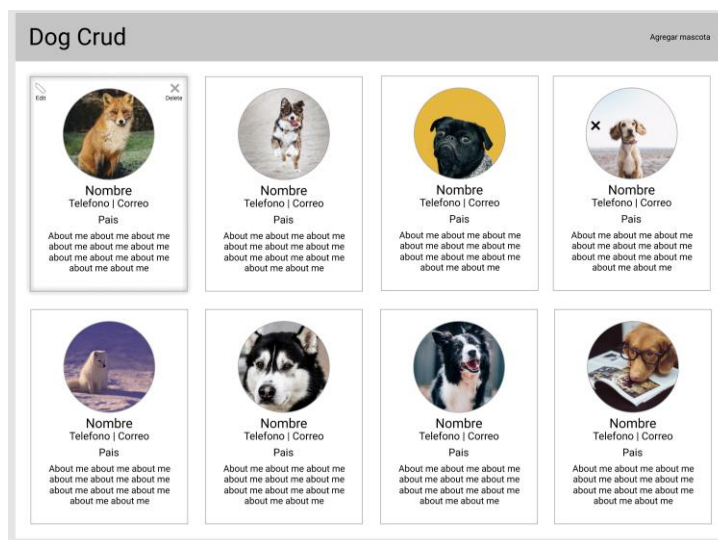 Dog Crud
Agregar mascota
Edit
Delete
Nombre
Telefono | Correo
Pais
About me about me about me
about me about me about me
about me about me about me
about me about me
Nombre
Telefono | Correo
Pais
About me about me about me
about me about me about me
about me about me about me
about me about me
Nombre
Telefono | Correo
Pais
About me about me about me
about me about me about me
about me about me about me
about me about me
Nombre
Telefono | Correo
Pais
About me about me about me
about me about me about me
about me about me about me
about me about me
Nombre
Telefono | Correo
Pais
About me about me about me
about me about me about me
about me about me about me
about me about me
Nombre
Telefono | Correo
Pais
About me about me about me
about me about me about me
about me about me about me
about me about me
Nombre
Telefono | Correo
Pais
About me about me about me
about me about me about me
about me about me about me
about me about me
Nombre
Telefono | Correo
Pais
About me about me about me
about me about me about me
about me about me about me
about me about me